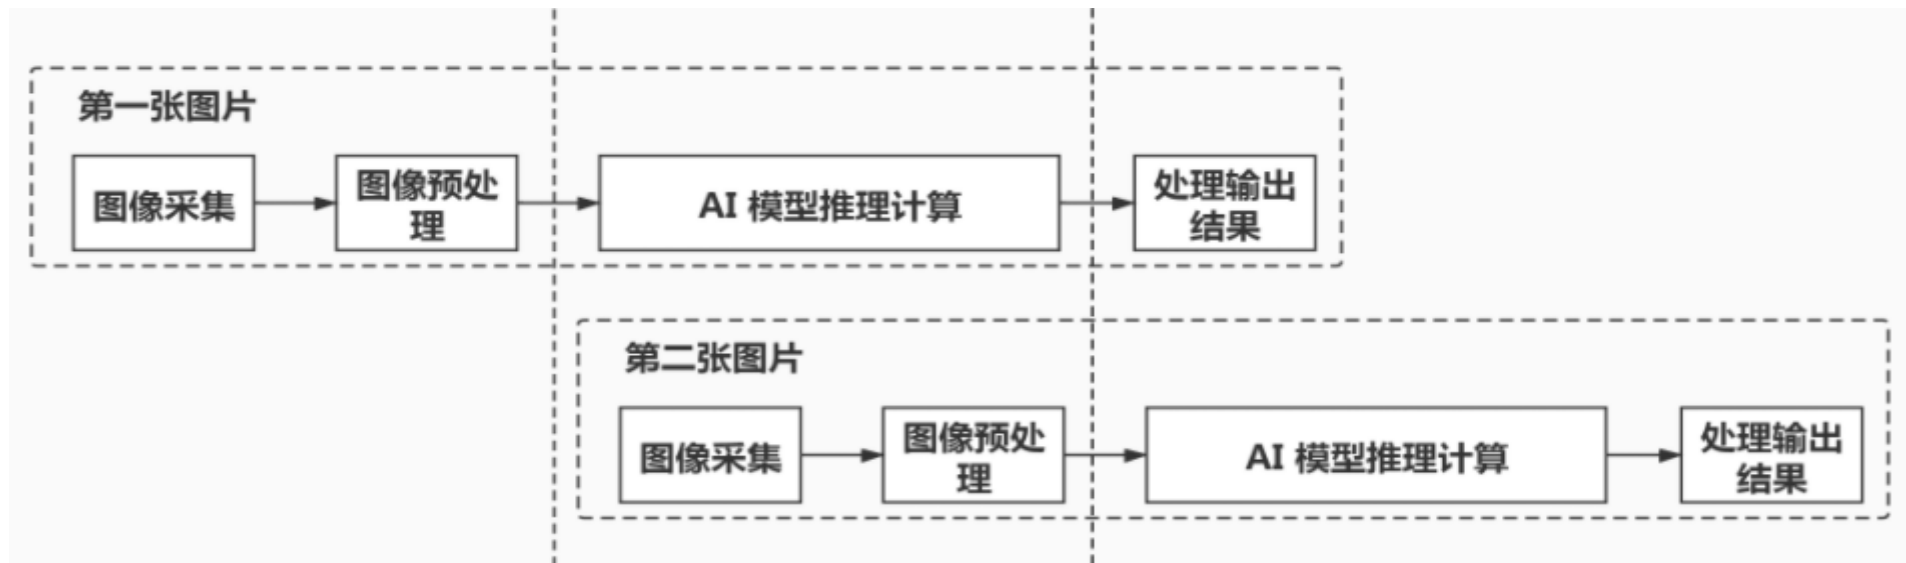 第一张图片
图像采集
图像预处
理
AI 模型推理计算
处理输出
结果
第二张图片
图像采集
图像预处
理
AI 模型推理计算
处理输出
结果